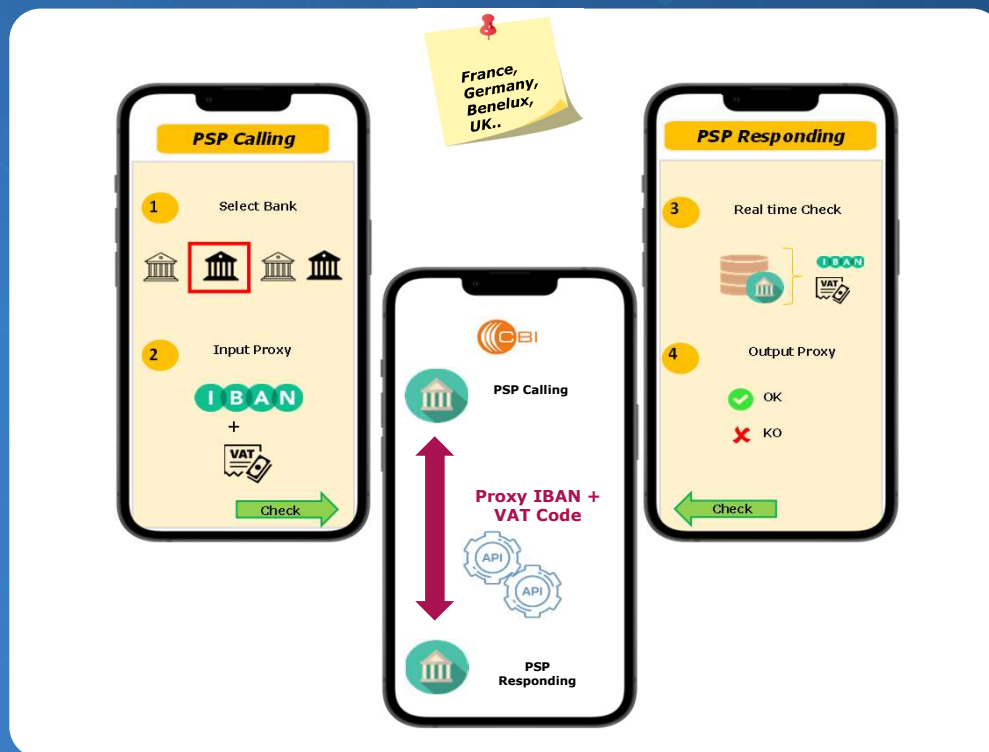 France,
Germany,
Benelux,
UK..
PSP Calling
1
Select Bank
2
Input Proxy
I B A N
+
VAT
Check
CBI
PSP Calling
Proxy IBAN +
VAT Code
API
API
PSP
Responding
PSP Responding
3
Real time Check
I B A N
VAT
4
Output Proxy
OK
KO
Check